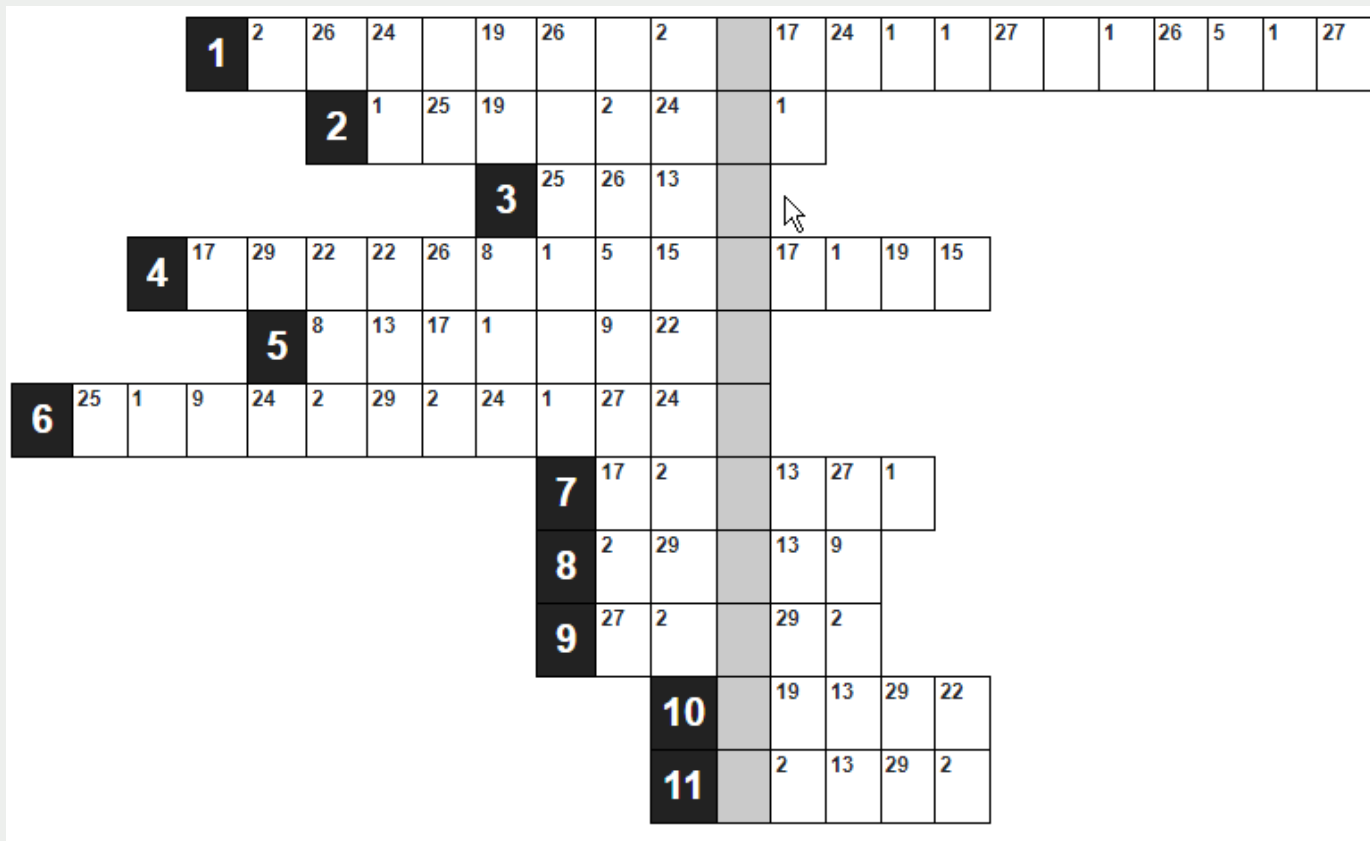 1 2 26 24 19 26 2 17 24 1 1 27 1 26 5 1 27
2 1 25 19 2 24 1
3 25 26 13
4 17 29 22 22 26 8 1 5 15 17 1 19 15
5 8 13 17 1 9 22
6 25 1 9 24 2 29 2 24 1 27 24
7 17 2 13 27 1
8 2 29 13 9
9 27 2 29 2
10 19 13 29 22
11 2 13 29 2